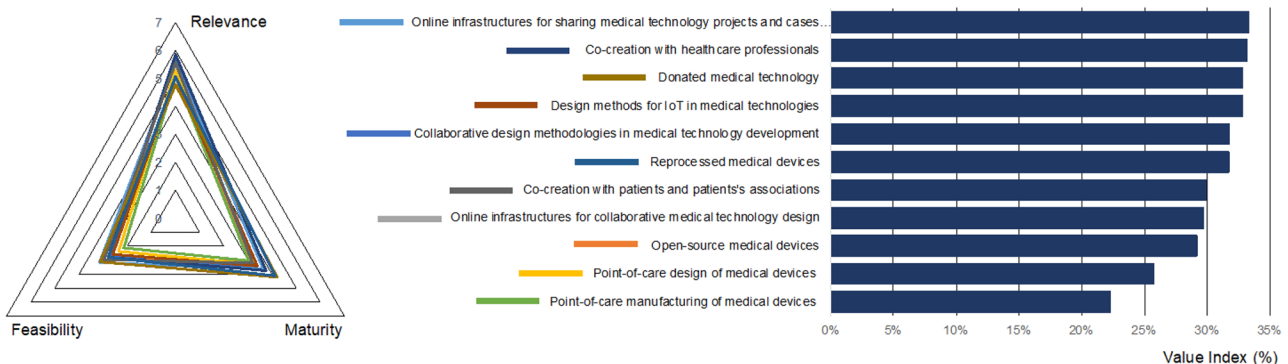 7
Relevance
6
5
4
3
2
1
0
Feasibility
Maturity
Online infrastructures for sharing medical technology projects and cases...
Co-creation with healthcare professionals
Donated medical technology
Design methods for IoT in medical technologies
Collaborative design methodologies in medical technology development
Reprocessed medical devices
Co-creation with patients and patients's associations
Online infrastructures for collaborative medical technology design
Open-source medical devices
Point-of-care design of medical devices
Point-of-care manufacturing of medical devices
0% 5% 10% 15% 20% 25% 30% 35%
Value Index (%)